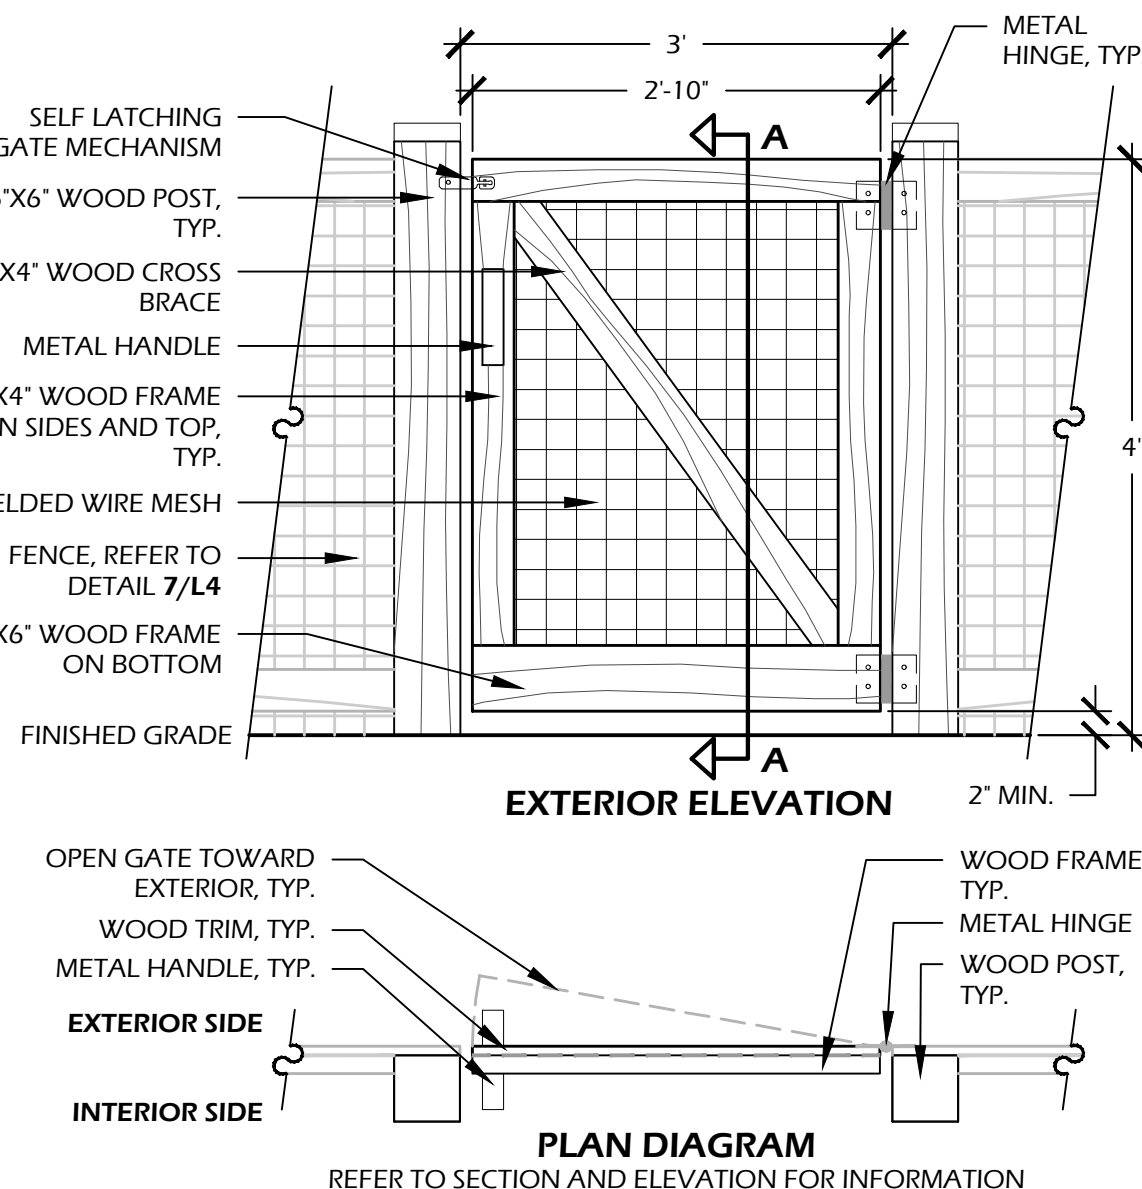 3'
METAL
HINGE, TYP.
2'-10"
SELF LATCHING
GATE MECHANISM
A
"X6" WOOD POST,
TYP.
X4" WOOD CROSS
BRACE
METAL HANDLE
X4" WOOD FRAME
N SIDES AND TOP,
TYP.
4'
ELDED WIRE MESH
FENCE, REFER TO
DETAIL 7/L4
X6" WOOD FRAME
ON BOTTOM
FINISHED GRADE
A
EXTERIOR ELEVATION
2" MIN.
OPEN GATE TOWARD
EXTERIOR, TYP.
WOOD TRIM, TYP.
METAL HANDLE, TYP.
WOOD FRAME
TYP.
METAL HINGE
WOOD POST,
TYP.
EXTERIOR SIDE
INTERIOR SIDE
PLAN DIAGRAM
REFER TO SECTION AND ELEVATION FOR INFORMATION